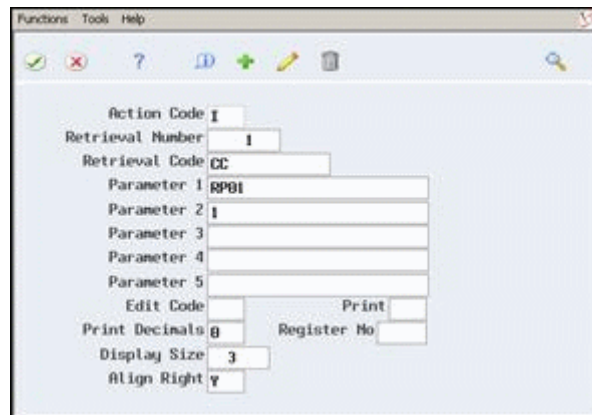 Functions Tools Help
Action Code I
Retrieval Number 1
Retrieval Code CC
Parameter 1 RP01
Parameter 2 1
Parameter 3
Parameter 4
Parameter 5
Edit Code Print
Print Decimals 0 Register No
Display Size 3
Align Right Y